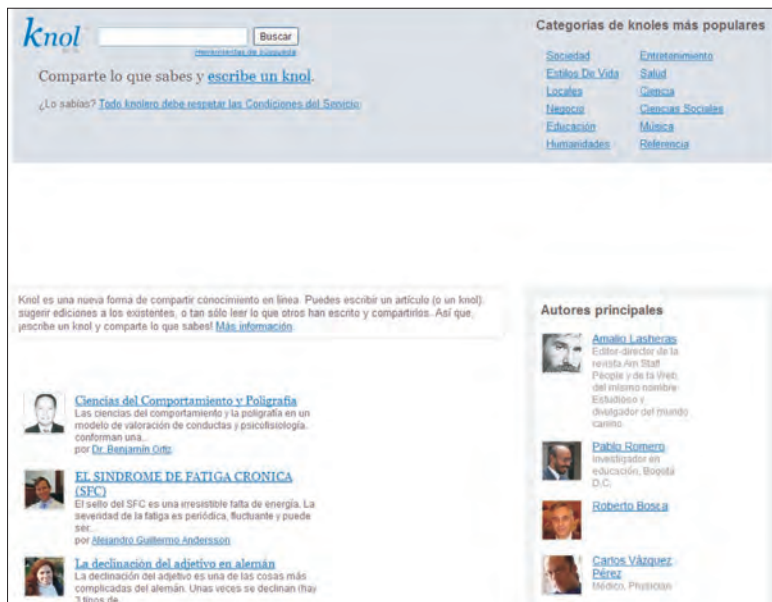 knol
Buscar
Herramientas de búsqueda
Comparte lo que sabes y escribe un knol.
¿Lo sabías? Todo knolero debe respetar las Condiciones del Servicio
Categorías de knoles más populares
Sociedad
Estilos De Vida
Locales
Negocio
Educación
Humanidades
Entretenimiento
Salud
Ciencia
Ciencias Sociales
Música
Referencia
Knol es una nueva forma de compartir conocimiento en línea. Puedes escribir un artículo (o un knol)
sugerir ediciones a los existentes, o tan sólo leer lo que otros han escrito y compartirlos. Así que,
¡escribe un knol y comparte lo que sabes! Más información.
Ciencias del Comportamiento y Poligrafía
Las ciencias del comportamiento y la poligrafía en un
modelo de valoración de conductas y psicofisiología.
conforman una...
por Dr. Benjamín Ortiz
EL SINDROME DE FATIGA CRONICA
(SFC)
El sello del SFC es una irresistible falta de energía. La
severidad de la fatiga es periódica, fluctuante y puede
ser...
por Alejandro Guillermo Andersson
La declinación del adjetivo en alemán
La declinación del adjetivo es una de las cosas más
complicadas del alemán. Unas veces se declinan (hay
3 tipos de
Autores principales
Amalio Lasheras
Editor-director de la
revista Am Staff
People y de la Web
del mismo nombre
Estudioso y
divulgador del mundo
canino.
Pablo Romero
Investigador en
educación, Bogotá
D.C.
Roberto Bosca
Carlos Vázquez
Pérez
Médico, Physician